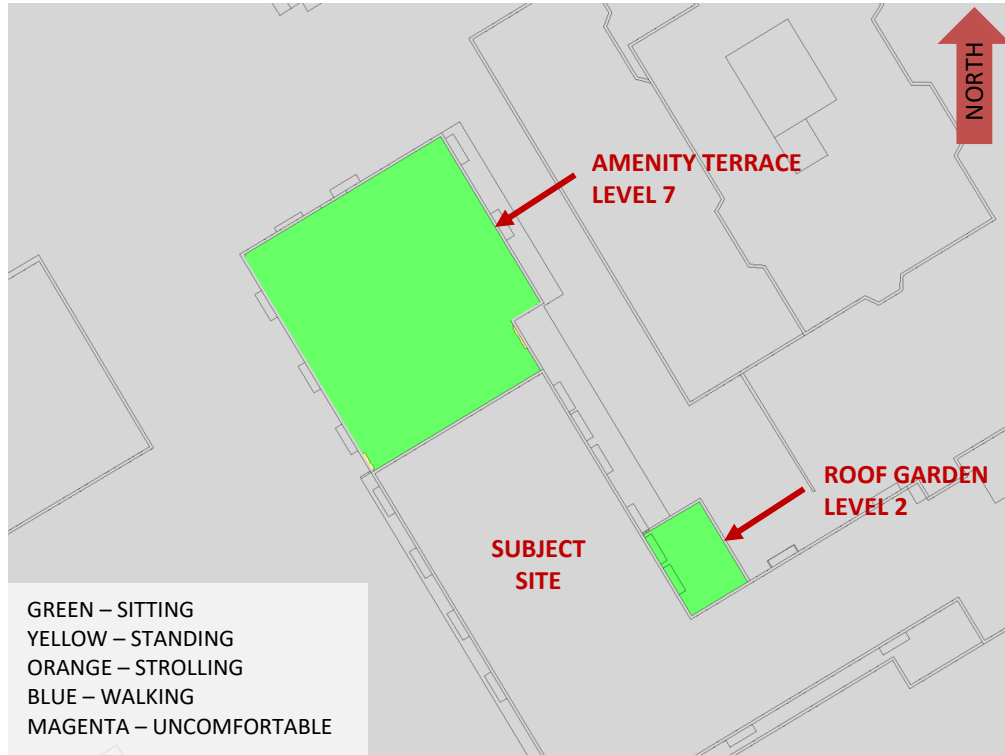 NORTH
AMENITY TERRACE
LEVEL 7
ROOF GARDEN
LEVEL 2
SUBJECT
SITE
GREEN – SITTING
YELLOW – STANDING
ORANGE – STROLLING
BLUE – WALKING
MAGENTA – UNCOMFORTABLE